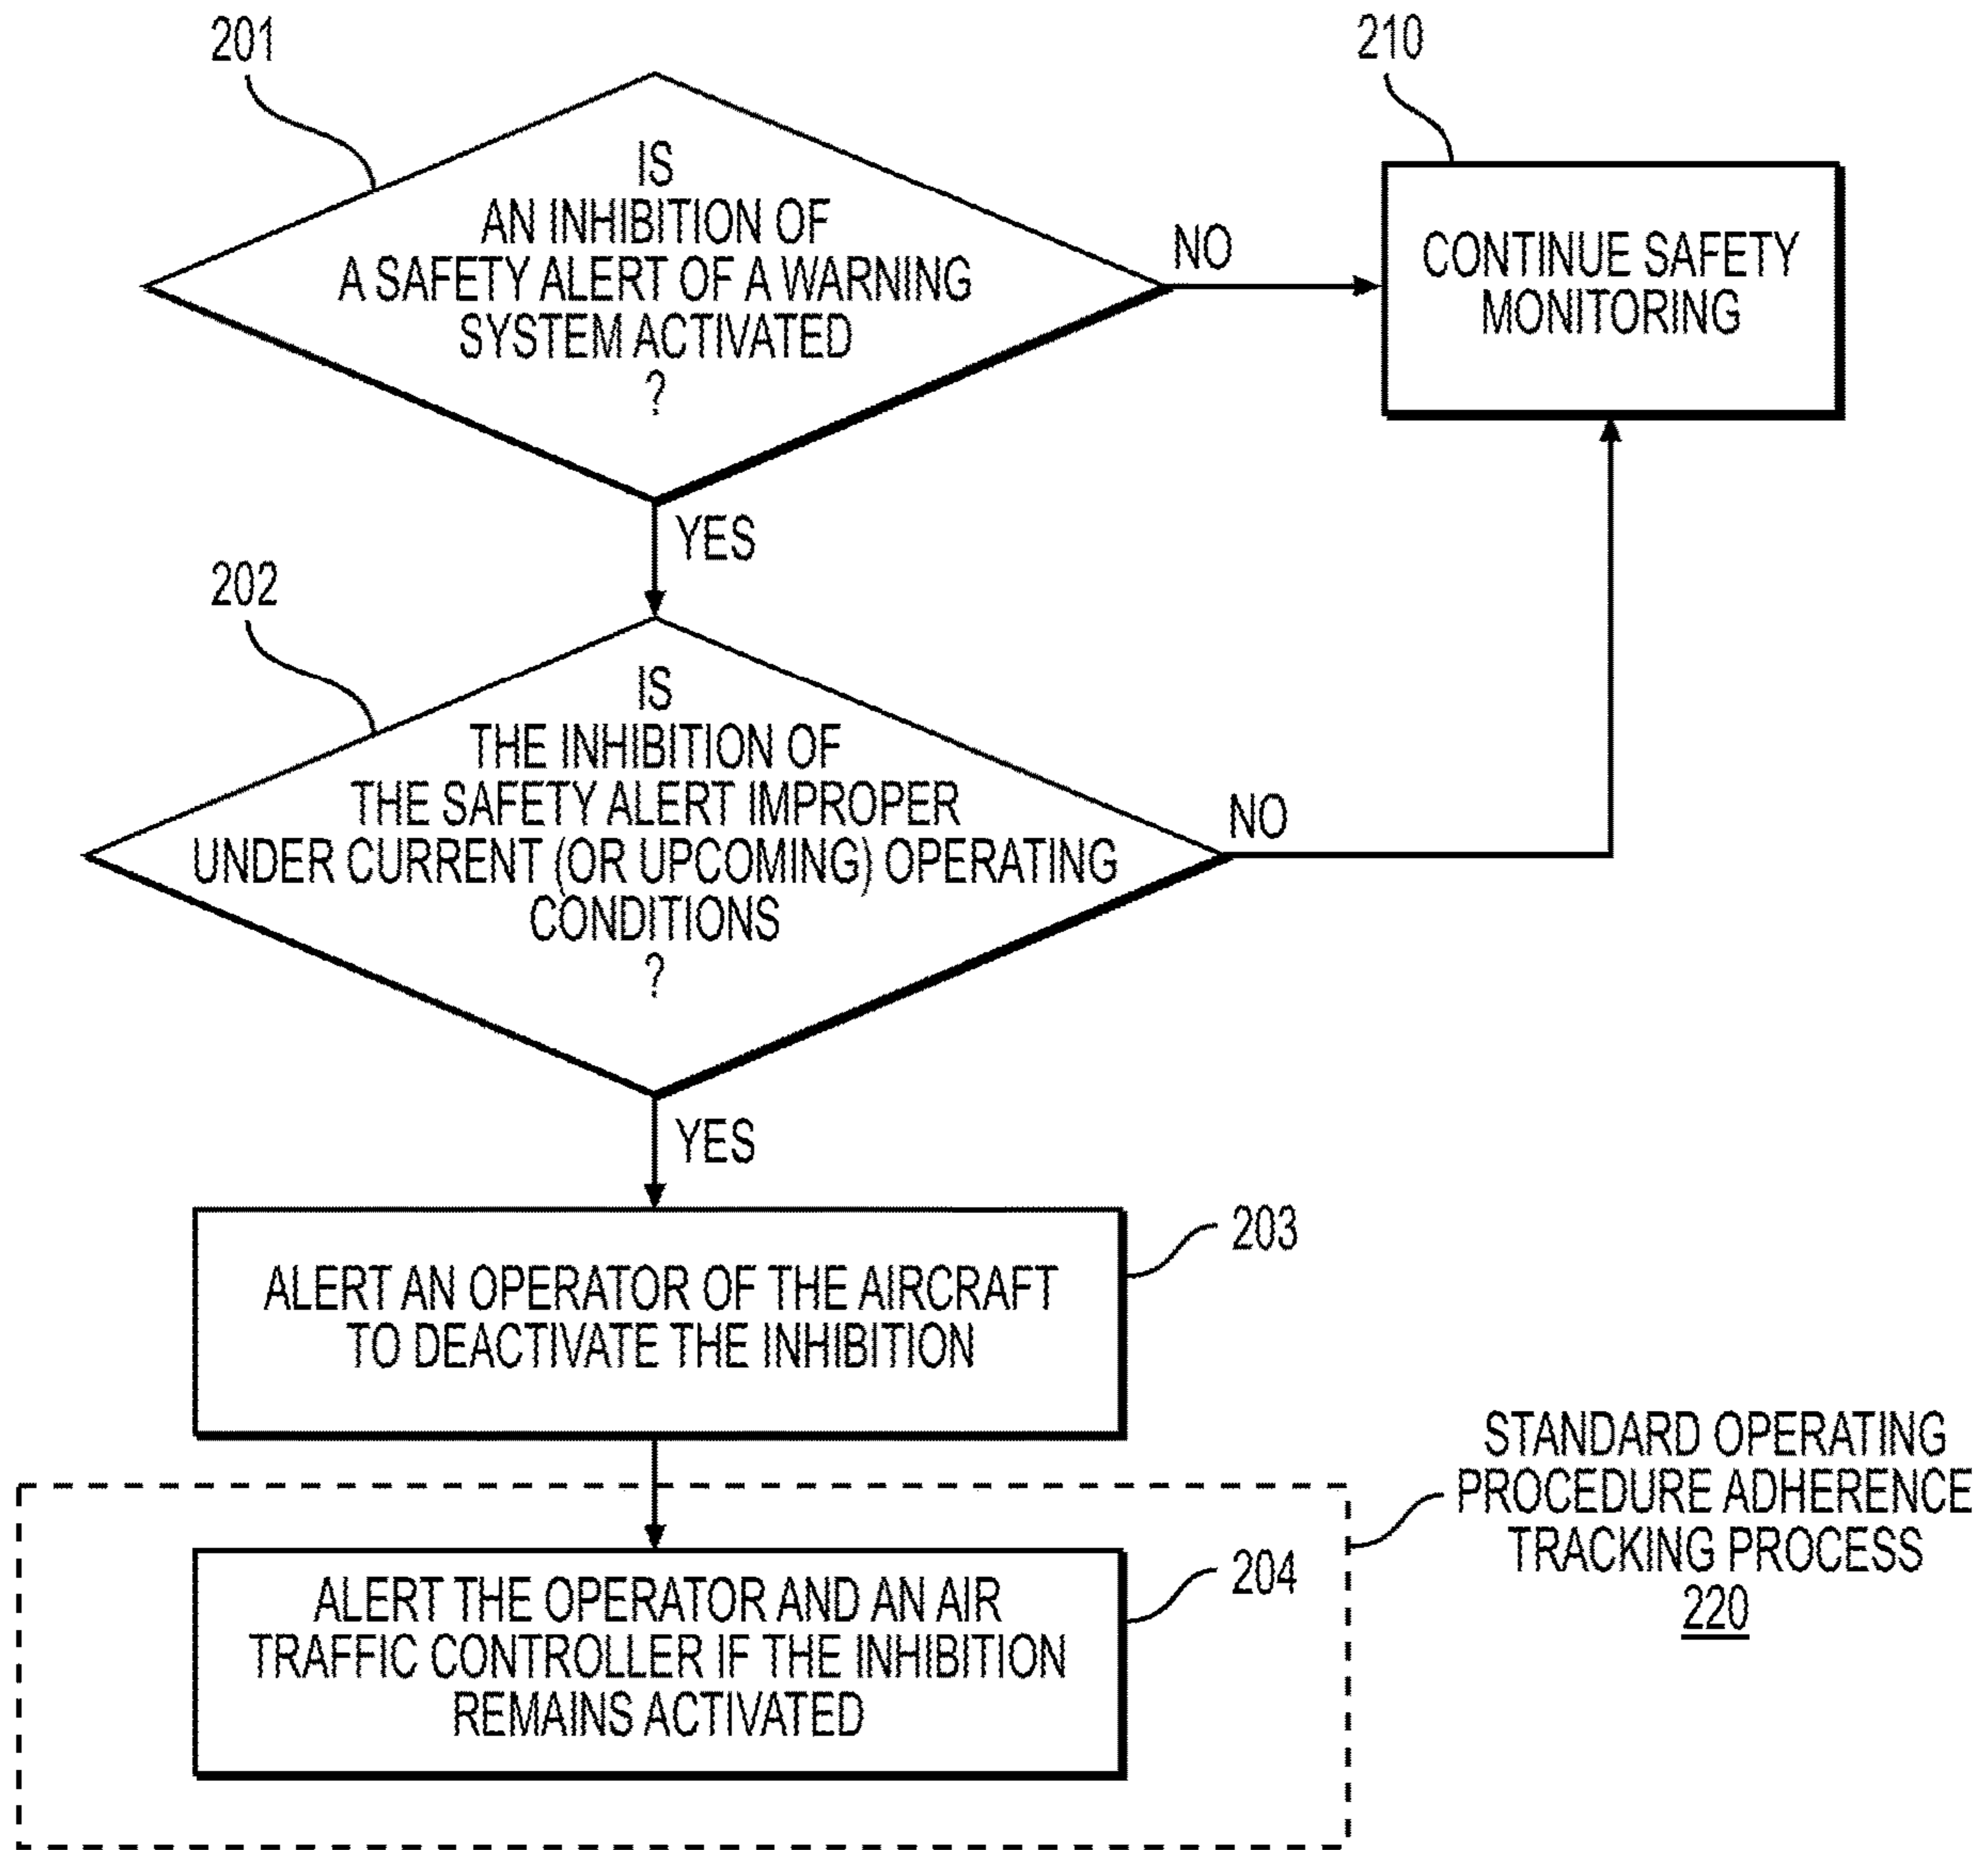 201
IS
AN INHIBITION OF
A SAFETY ALERT OF A WARNING
SYSTEM ACTIVATED
?
NO
210
CONTINUE SAFETY
MONITORING
YES
202
IS
THE INHIBITION OF
THE SAFETY ALERT IMPROPER
UNDER CURRENT (OR UPCOMING) OPERATING
CONDITIONS
?
NO
YES
203
ALERT AN OPERATOR OF THE AIRCRAFT
TO DEACTIVATE THE INHIBITION
STANDARD OPERATING
PROCEDURE ADHERENCE
TRACKING PROCESS
220
204
ALERT THE OPERATOR AND AN AIR
TRAFFIC CONTROLLER IF THE INHIBITION
REMAINS ACTIVATED